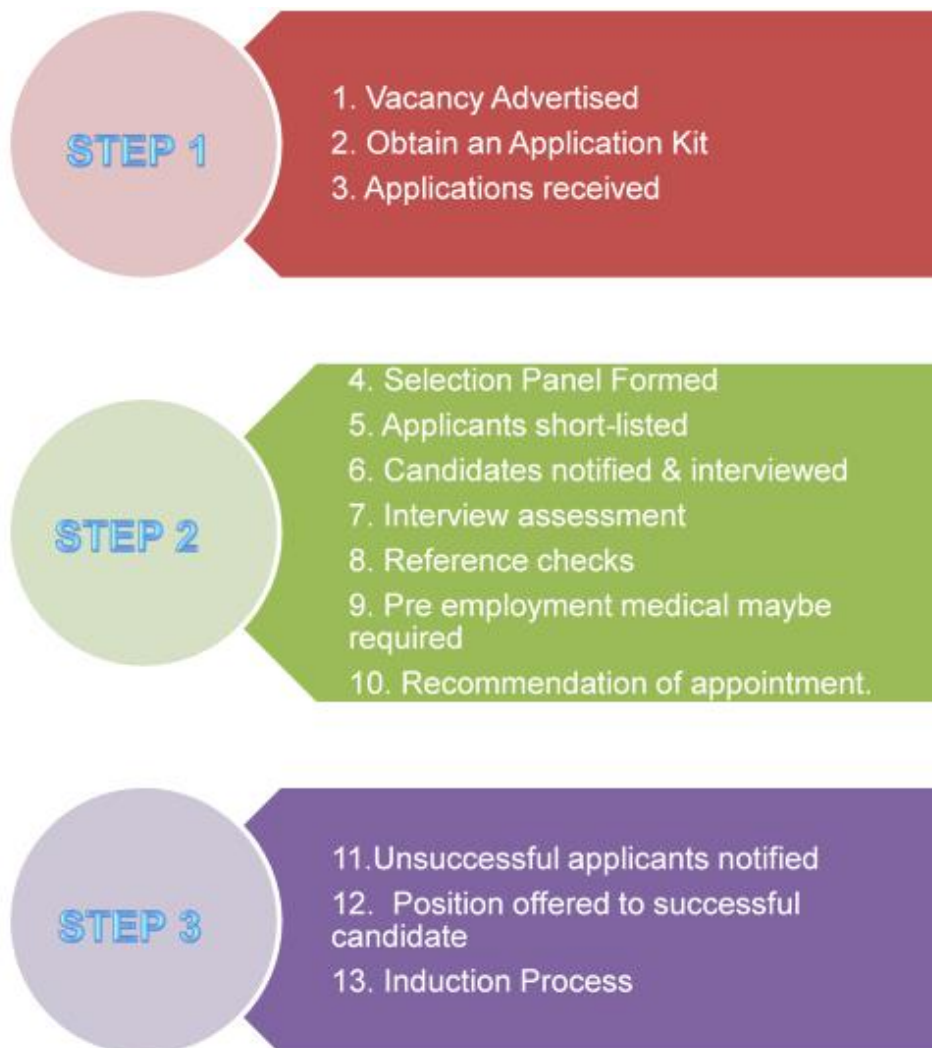 STEP 1
1. Vacancy Advertised
2. Obtain an Application Kit
3. Applications received
STEP 2
4. Selection Panel Formed
5. Applicants short-listed
6. Candidates notified & interviewed
7. Interview assessment
8. Reference checks
9. Pre employment medical maybe
required
10. Recommendation of appointment.
STEP 3
11.Unsuccessful applicants notified
12.  Position offered to successful
candidate
13. Induction Process